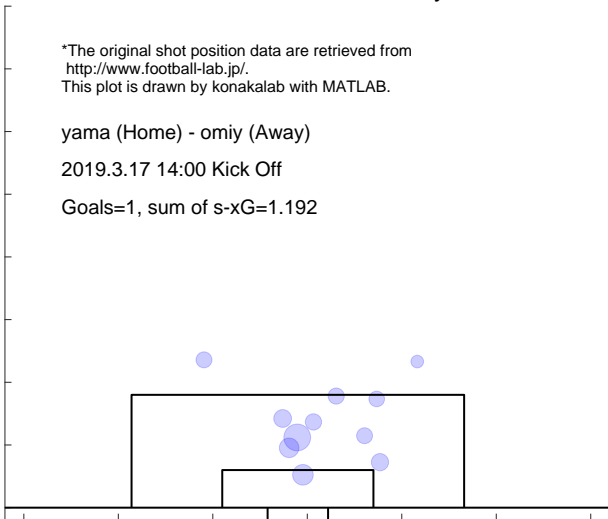 *The original shot position data are retrieved from
http://www.football-lab.jp/.
This plot is drawn by konakalab with MATLAB.
yama (Home) - omiy (Away)
2019.3.17 14:00 Kick Off
Goals=1, sum of s-xG=1.192